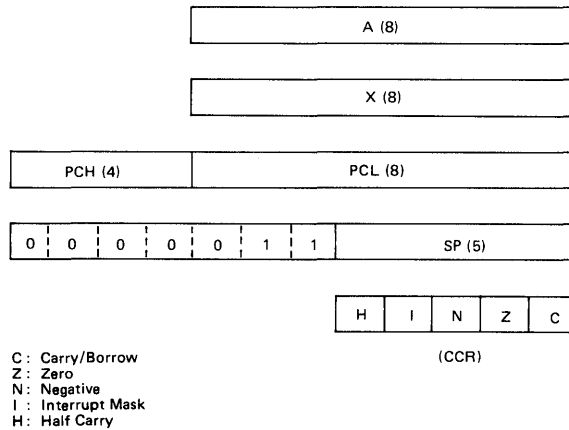 A (8)
X (8)
PCH (4) PCL (8)
0 0 0 0 0 1 1 SP (5)
H I N Z C
(CCR)
C : Carry/Borrow
Z : Zero
N : Negative
I : Interrupt Mask
H : Half Carry